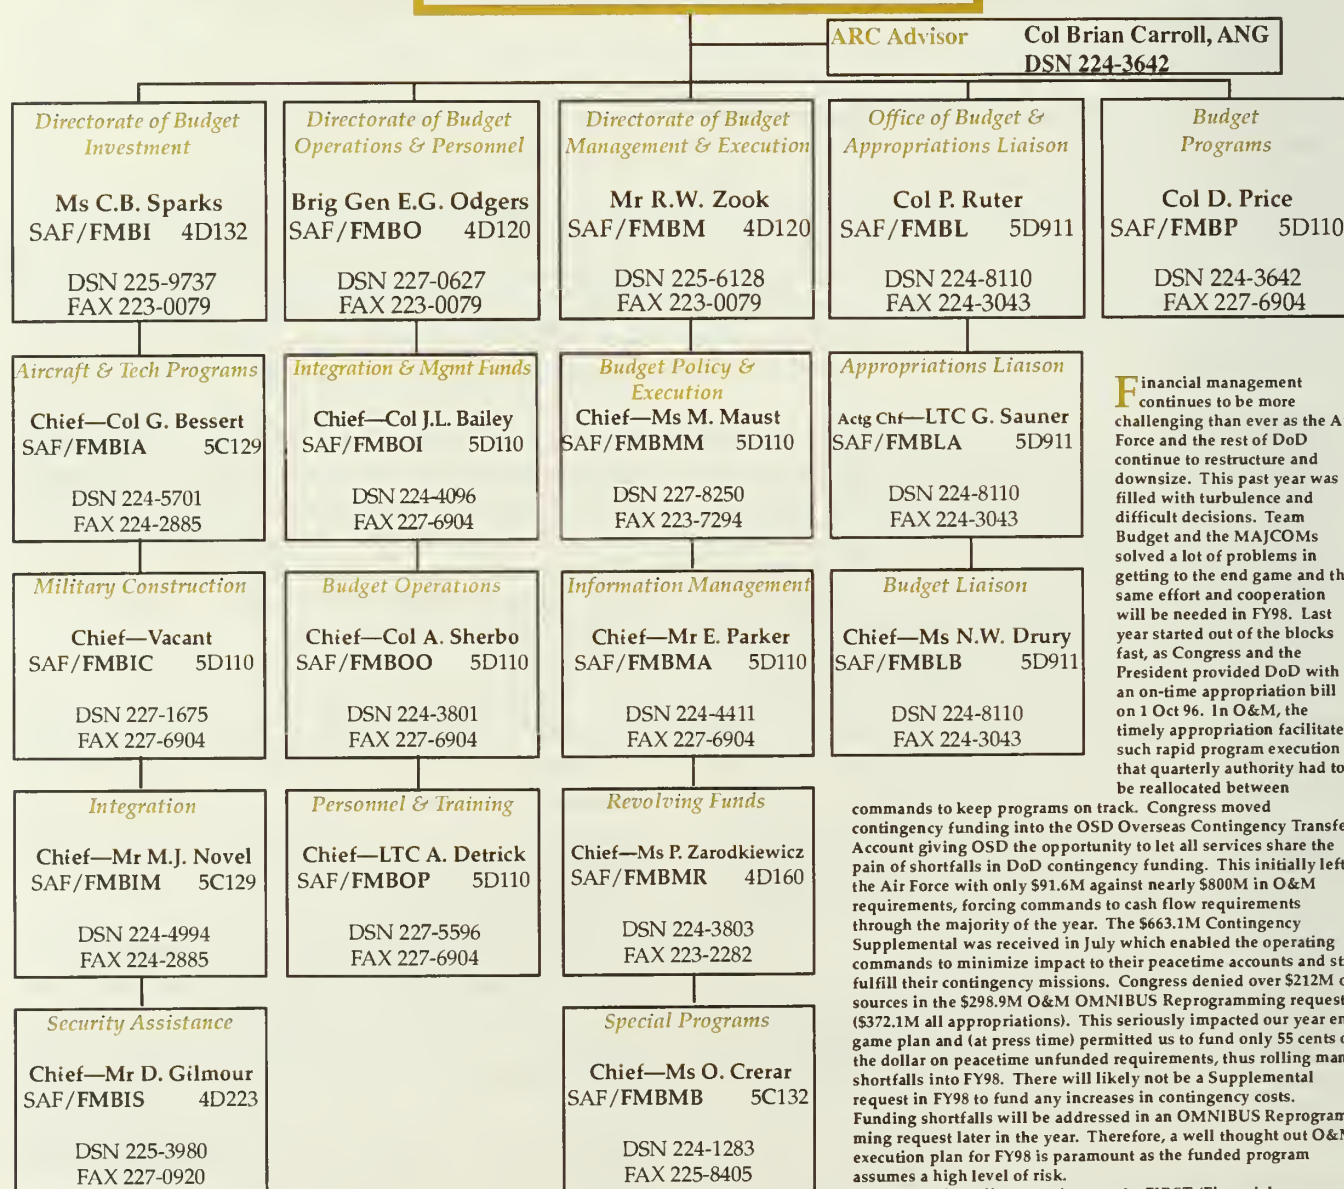 ARC Advisor Col Brian Carroll, ANG
DSN 224-3642
Directorate of Budget
Investment
Ms C.B. Sparks
SAF/FMBI 4D132
DSN 225-9737
FAX 223-0079
Directorate of Budget
Operations & Personnel
Brig Gen E.G. Odgers
SAF/FMBO 4D120
DSN 227-0627
FAX 223-0079
Directorate of Budget
Management & Execution
Mr R.W. Zook
SAF/FMBM 4D120
DSN 225-6128
FAX 223-0079
Office of Budget &
Appropriations Liaison
Col P. Ruter
SAF/FMBL 5D911
DSN 224-8110
FAX 224-3043
Budget
Programs
Col D. Price
SAF/FMBP 5D110
DSN 224-3642
FAX 227-6904
Aircraft & Tech Programs
Chief—Col G. Bessert
SAF/FMBIA 5C129
DSN 224-5701
FAX 224-2885
Integration & Mgmt Funds
Chief—Col J.L. Bailey
SAF/FMBOI 5D110
DSN 224-4096
FAX 227-6904
Budget Policy &
Execution
Chief—Ms M. Maust
SAF/FMBMM 5D110
DSN 227-8250
FAX 223-7294
Appropriations Liaison
Actg Chf—LTC G. Sauner
SAF/FMBLA 5D911
DSN 224-8110
FAX 224-3043
Military Construction
Chief—Vacant
SAF/FMBIC 5D110
DSN 227-1675
FAX 227-6904
Budget Operations
Chief—Col A. Sherbo
SAF/FMBOO 5D110
DSN 224-3801
FAX 227-6904
Information Management
Chief—Mr E. Parker
SAF/FMBMA 5D110
DSN 224-4411
FAX 227-6904
Budget Liaison
Chief—Ms N.W. Drury
SAF/FMBLB 5D911
DSN 224-8110
FAX 224-3043
Integration
Chief—Mr M.J. Novel
SAF/FMBIM 5C129
DSN 224-4994
FAX 224-2885
Personnel & Training
Chief—LTC A. Detrick
SAF/FMBOP 5D110
DSN 227-5596
FAX 227-6904
Revolving Funds
Chief—Ms P. Zarodkiewicz
SAF/FMBMR 4D160
DSN 224-3803
FAX 223-2282
Security Assistance
Chief—Mr D. Gilmour
SAF/FMBIS 4D223
DSN 225-3980
FAX 227-0920
Special Programs
Chief—Ms O. Crerar
SAF/FMBMB 5C132
DSN 224-1283
FAX 225-8405
Financial management
continues to be more
challenging than ever as the A
Force and the rest of DoD
continue to restructure and
downsize. This past year was
filled with turbulence and
difficult decisions. Team
Budget and the MAJCOMs
solved a lot of problems in
getting to the end game and th
same effort and cooperation
will be needed in FY98. Last
year started out of the blocks
fast, as Congress and the
President provided DoD with
an on-time appropriation bill
on 1 Oct 96. In O&M, the
timely appropriation facilitate
such rapid program execution
that quarterly authority had to
be reallocated between
commands to keep programs on track. Congress moved
contingency funding into the OSD Overseas Contingency Transfe
Account giving OSD the opportunity to let all services share the
pain of shortfalls in DoD contingency funding. This initially left
the Air Force with only $91.6M against nearly $800M in O&M
requirements, forcing commands to cash flow requirements
through the majority of the year. The $663.1M Contingency
Supplemental was received in July which enabled the operating
commands to minimize impact to their peacetime accounts and st
fulfill their contingency missions. Congress denied over $212M o
sources in the $298.9M O&M OMNIBUS Reprogramming request
($372.1M all appropriations). This seriously impacted our year en
game plan and (at press time) permitted us to fund only 55 cents o
the dollar on peacetime unfunded requirements, thus rolling man
shortfalls into FY98. There will likely not be a Supplemental
request in FY98 to fund any increases in contingency costs.
Funding shortfalls will be addressed in an OMNIBUS Reprogram
ming request later in the year. Therefore, a well thought out O&M
execution plan for FY98 is paramount as the funded program
assumes a high level of risk.